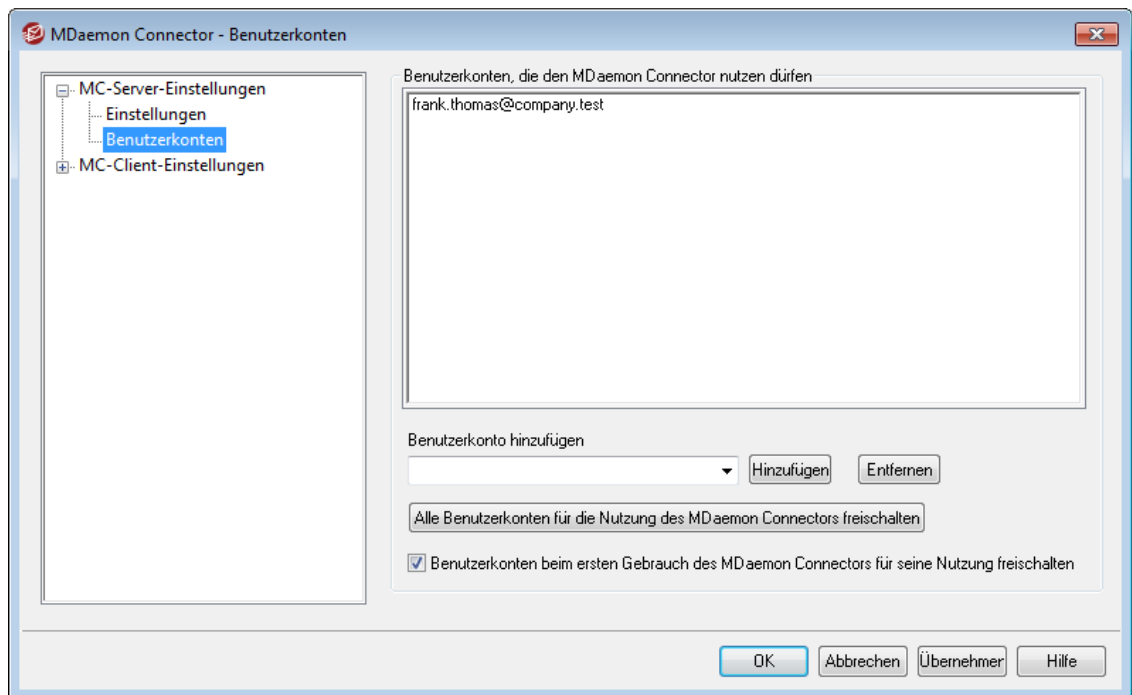 MDaemon Connector - Benutzerkonten
MC-Server-Einstellungen
Einstellungen
Benutzerkonten
MC-Client-Einstellungen
Benutzerkonten, die den MDaemon Connector nutzen dürfen
frank.thomas@company.test
Benutzerkonto hinzufügen
Hinzufügen
Entfernen
Alle Benutzerkonten für die Nutzung des MDaemon Connectors freischalten
Benutzerkonten beim ersten Gebrauch des MDaemon Connectors für seine Nutzung freischalten
OK
Abbrechen
Übernehmer
Hilfe